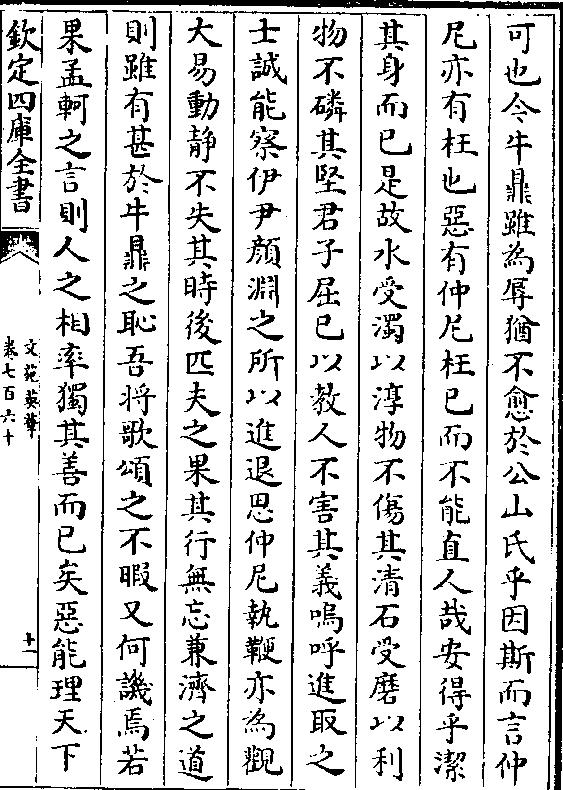 可也今牛鼎雖為辱猶不愈於公山氏乎因斯而言仲
尼亦有枉也惡有仲尼枉已而不能直人哉安得乎潔
其身而已是故水受濁以淳物不傷其清石受磨以利
物不磷其堅君子屈已以教人不害其義嗚呼進取之
士誠能察伊尹顔淵之所以進退思仲尼執鞭亦為觀
大易動静不失其時後匹夫之果其行無忘兼濟之道
則雖有甚於牛鼎之恥吾将歌頌之不暇又何譏焉若
果孟軻之言則人之相率獨其善而已矣惡能理天下
欽定四庫全書
文苑英華
卷七百六十
十一